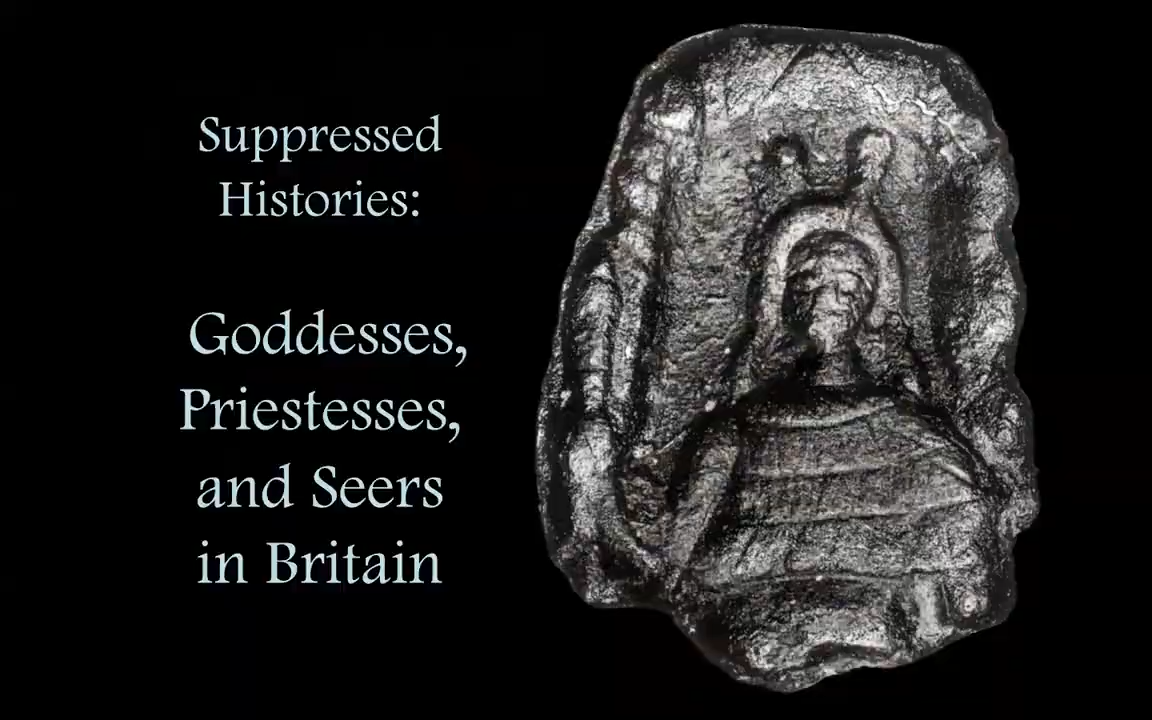 Suppressed
Histories:
Goddesses,
Priestesses,
and Seers
in Britain